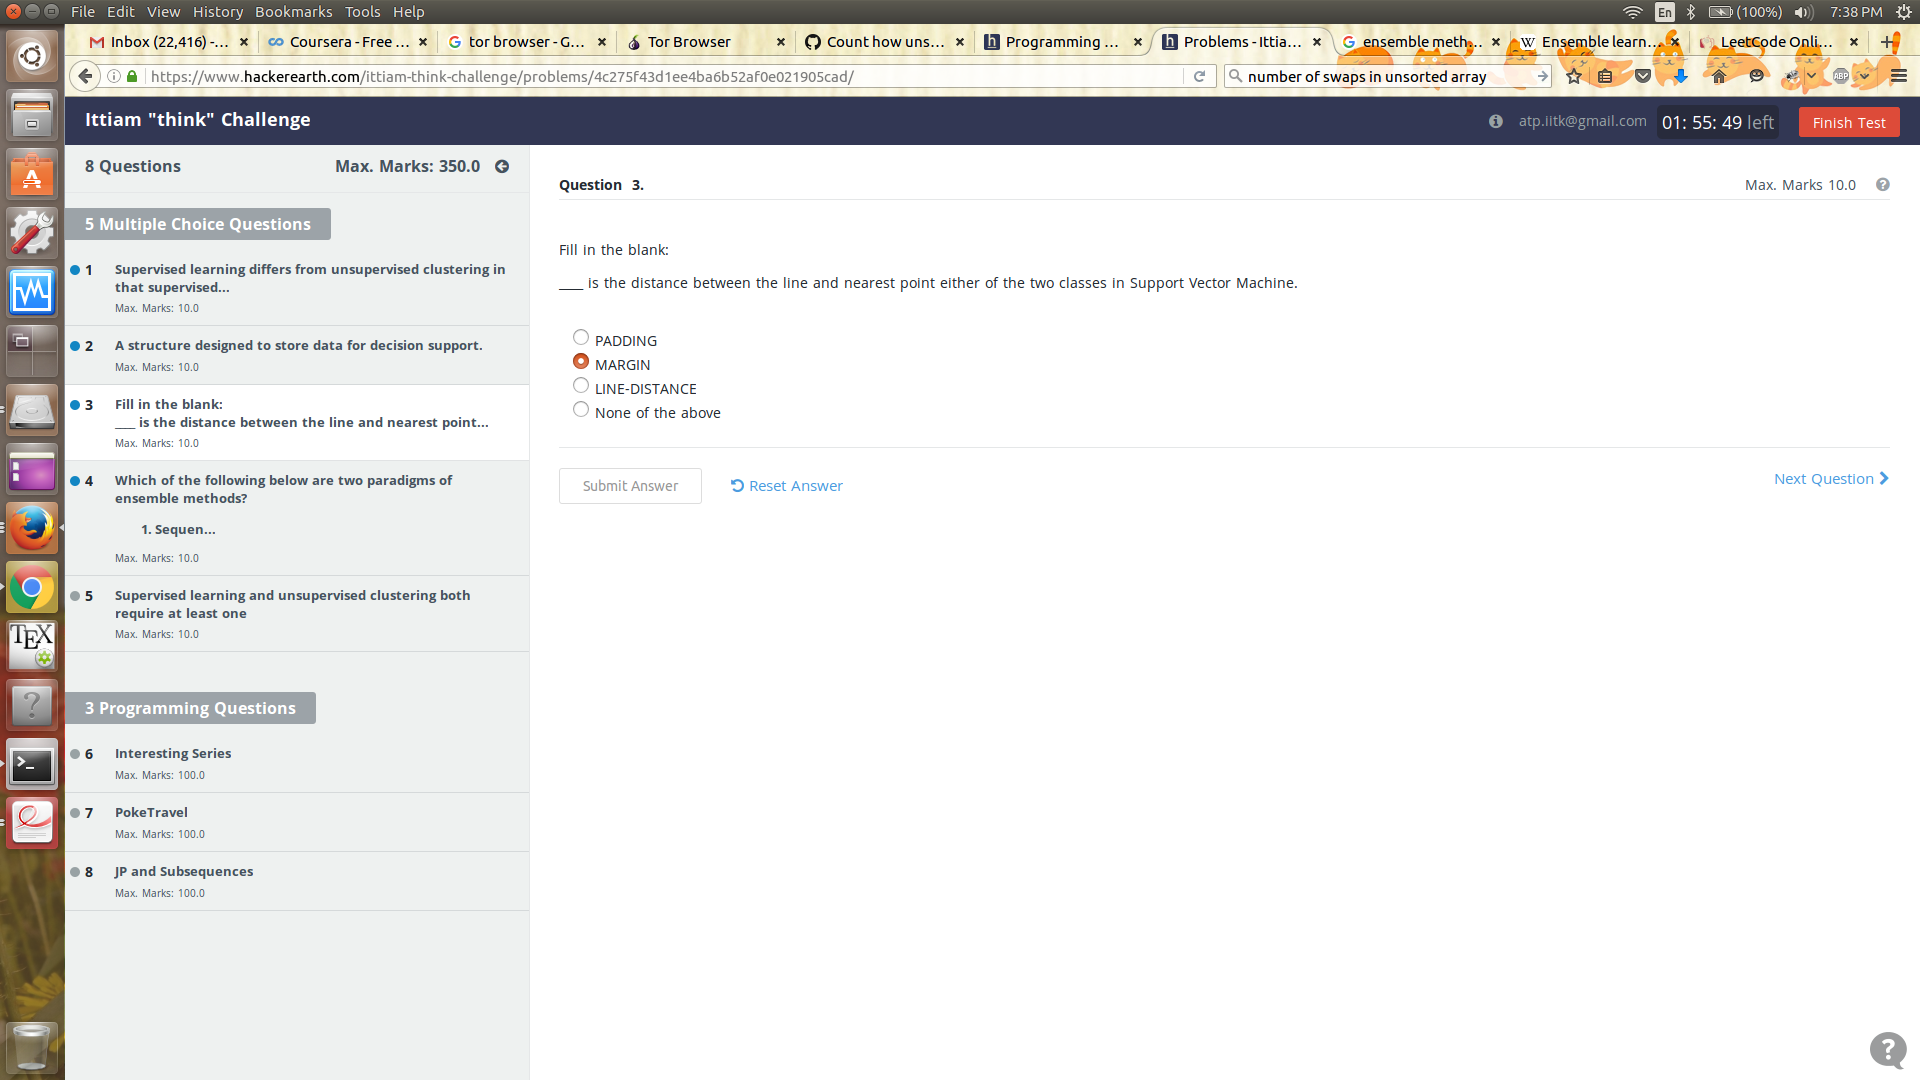 File Edit View History Bookmarks Tools Help
En (100%) 7:38 PM
Inbox (22,416) -... Coursera - Free ... tor browser - G... Tor Browser Count how uns... Programming ... Problems - Ittia... ensemble meth... Ensemble learn... LeetCode Onli...
https://www.hackerearth.com/ittiam-think-challenge/problems/4c275f43d1ee4ba6b52af0e021905cad/ number of swaps in unsorted array ABP
Ittiam "think" Challenge atp.iitk@gmail.com 01: 55: 49 left Finish Test
8 Questions Max. Marks: 350.0
5 Multiple Choice Questions
1 Supervised learning differs from unsupervised clustering in
that supervised...
Max. Marks: 10.0
2 A structure designed to store data for decision support.
Max. Marks: 10.0
3 Fill in the blank:
____ is the distance between the line and nearest point...
Max. Marks: 10.0
4 Which of the following below are two paradigms of
ensemble methods?
1. Sequen...
Max. Marks: 10.0
5 Supervised learning and unsupervised clustering both
require at least one
Max. Marks: 10.0
3 Programming Questions
6 Interesting Series
Max. Marks: 100.0
7 PokeTravel
Max. Marks: 100.0
8 JP and Subsequences
Max. Marks: 100.0
Question 3. Max. Marks 10.0
Fill in the blank:
____ is the distance between the line and nearest point either of the two classes in Support Vector Machine.
PADDING
MARGIN
LINE-DISTANCE
None of the above
Submit Answer Reset Answer Next Question
TEX